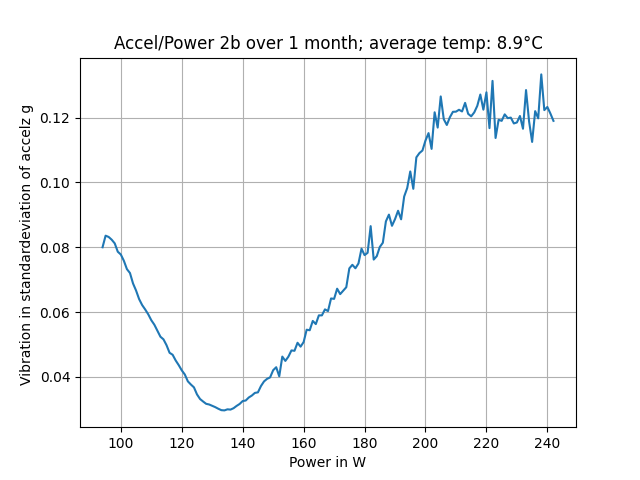 Accel/Power 2b over 1 month; average temp: 8.9°C
0.12
0.10
0.08
0.06
0.04
Vibration in standardeviation of accelz g
100 120 140 160 180 200 220 240
Power in W